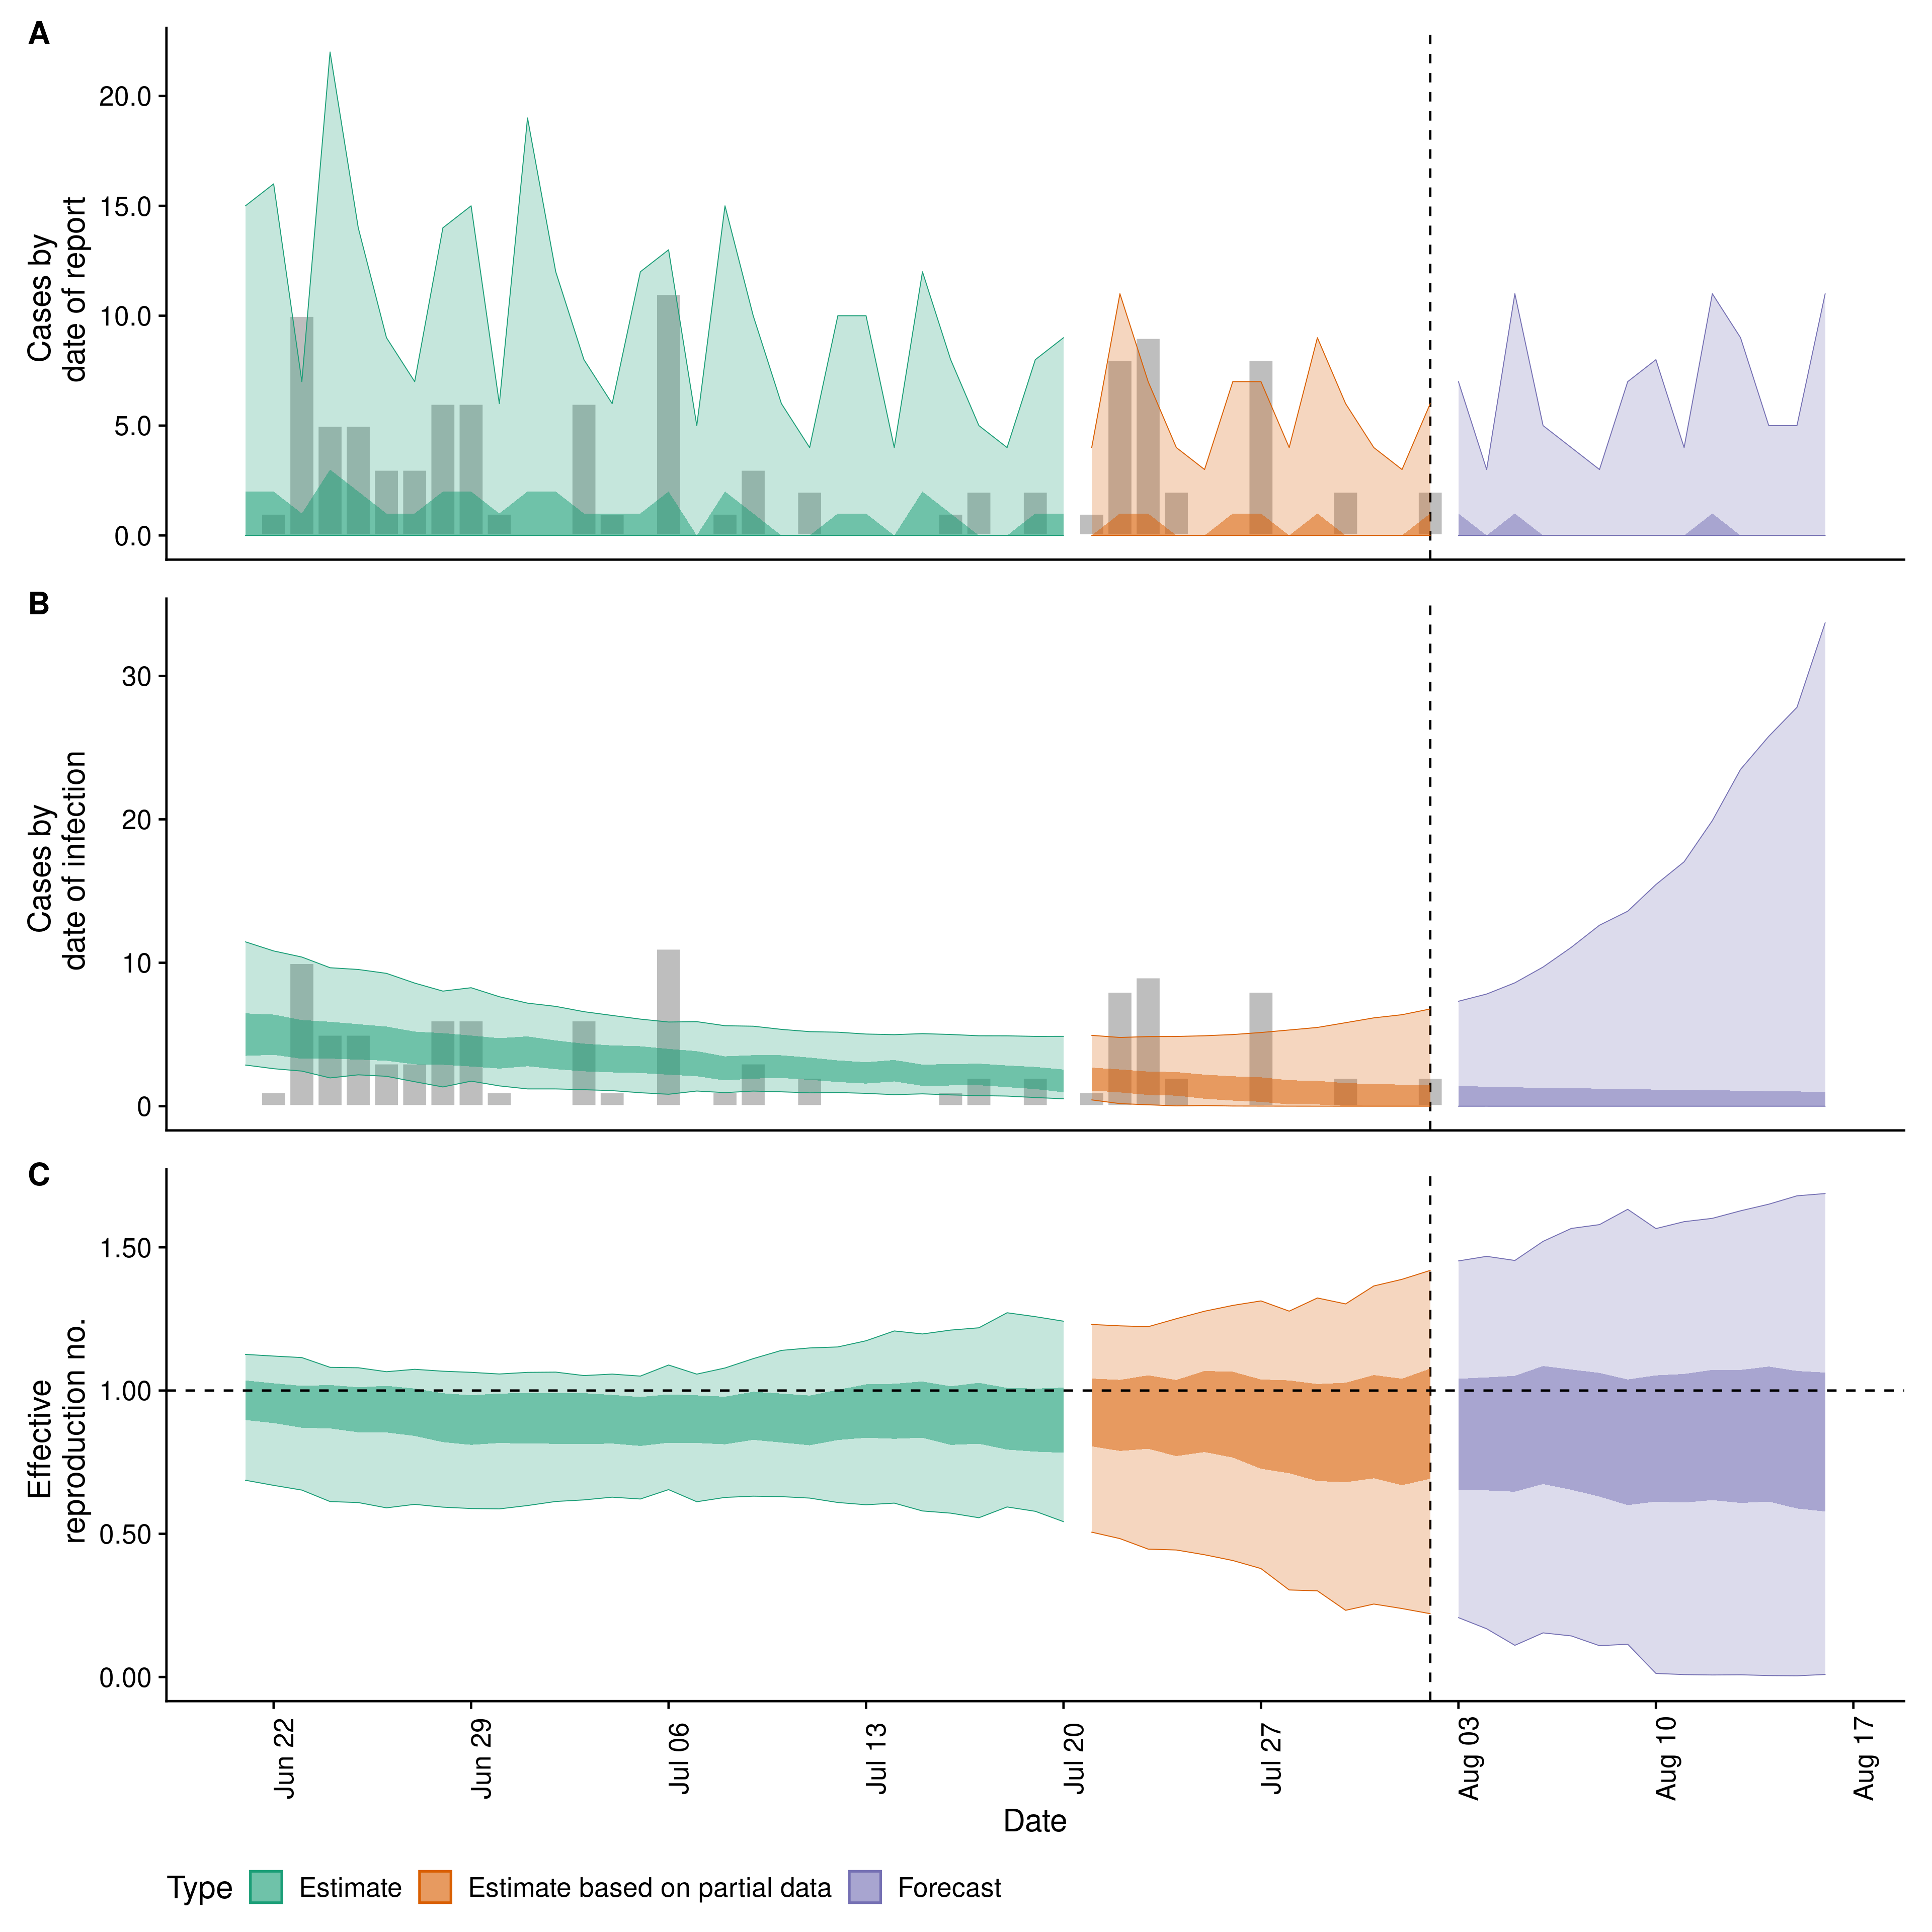 A
Cases by
date of report
20.0
15.0
10.0
5.0
0.0
B
Cases by
date of infection
30
20
10
0
C
Effective
reproduction no.
1.50
1.00
0.50
0.00
Jun 22
Jun 29
Jul 06
Jul 13
Jul 20
Jul 27
Aug 03
Aug 10
Aug 17
Date
Type Estimate Estimate based on partial data Forecast